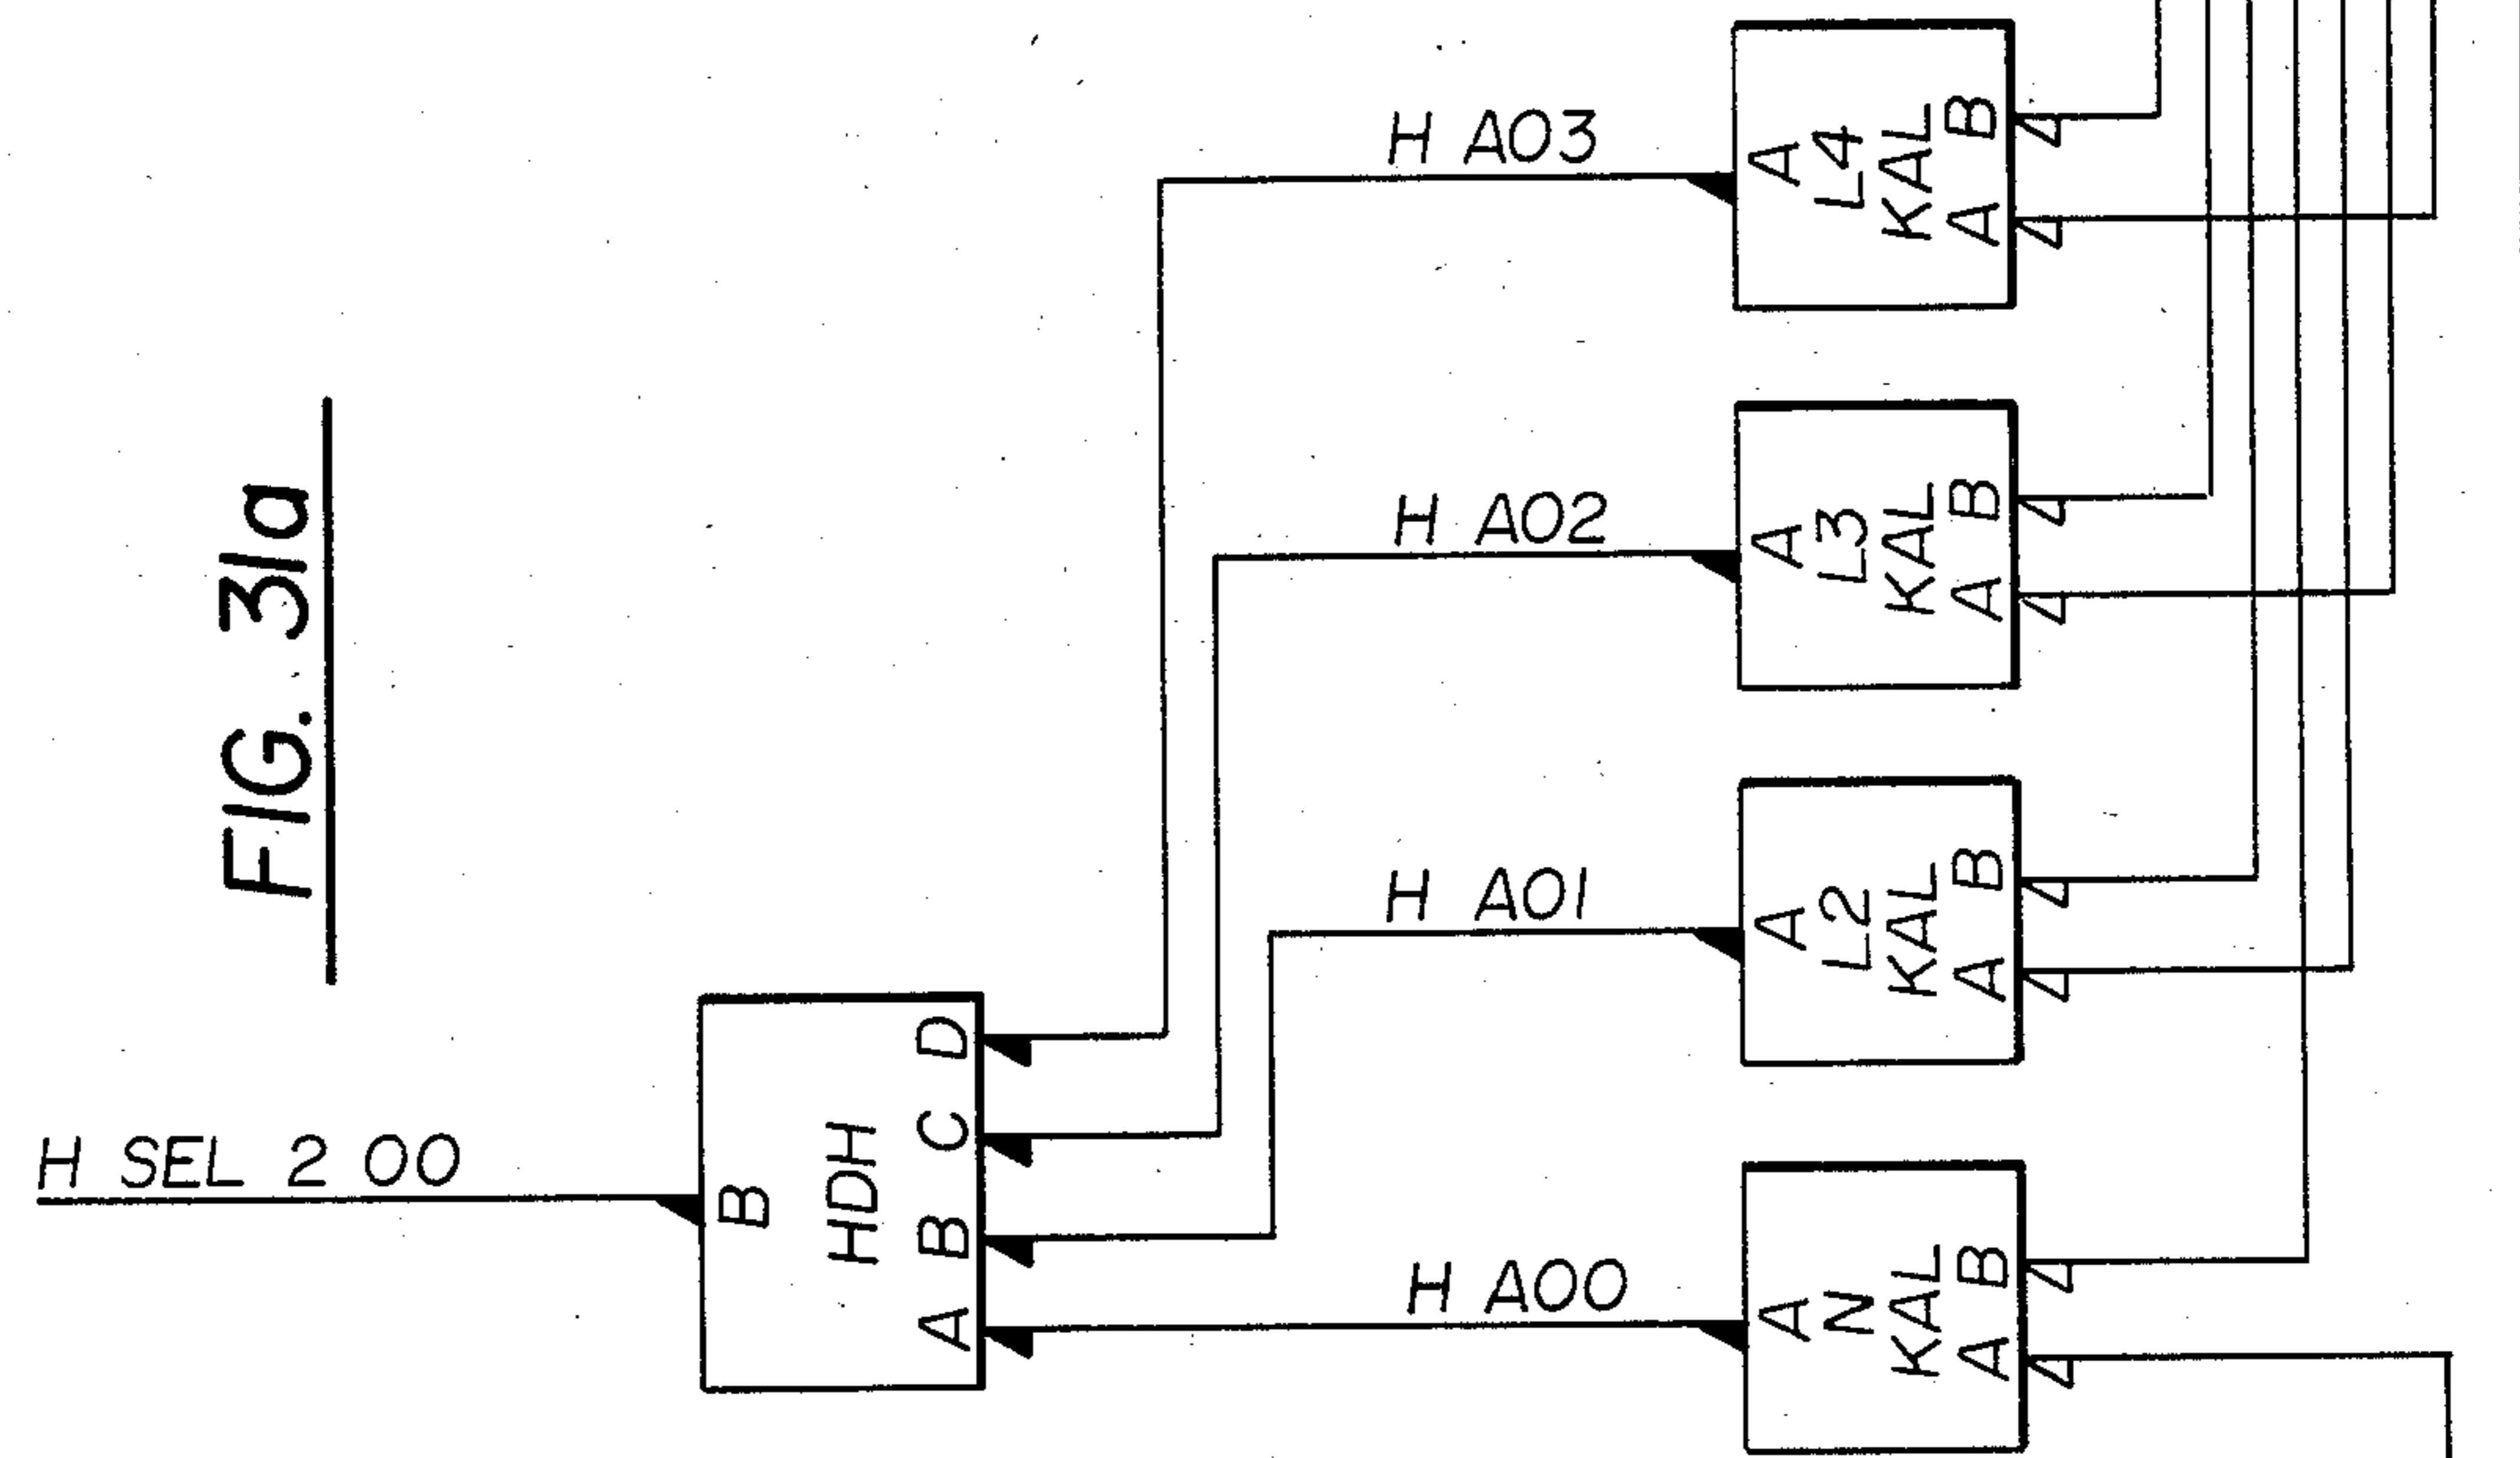 FIG. 31a
H SEL 2 00
B
HDH
A B C D
H A00
H A01
H A02
H A03
A
N
KAL
A B
A
L2
KAL
A B
A
L3
KAL
A B
A
L4
KAL
A B